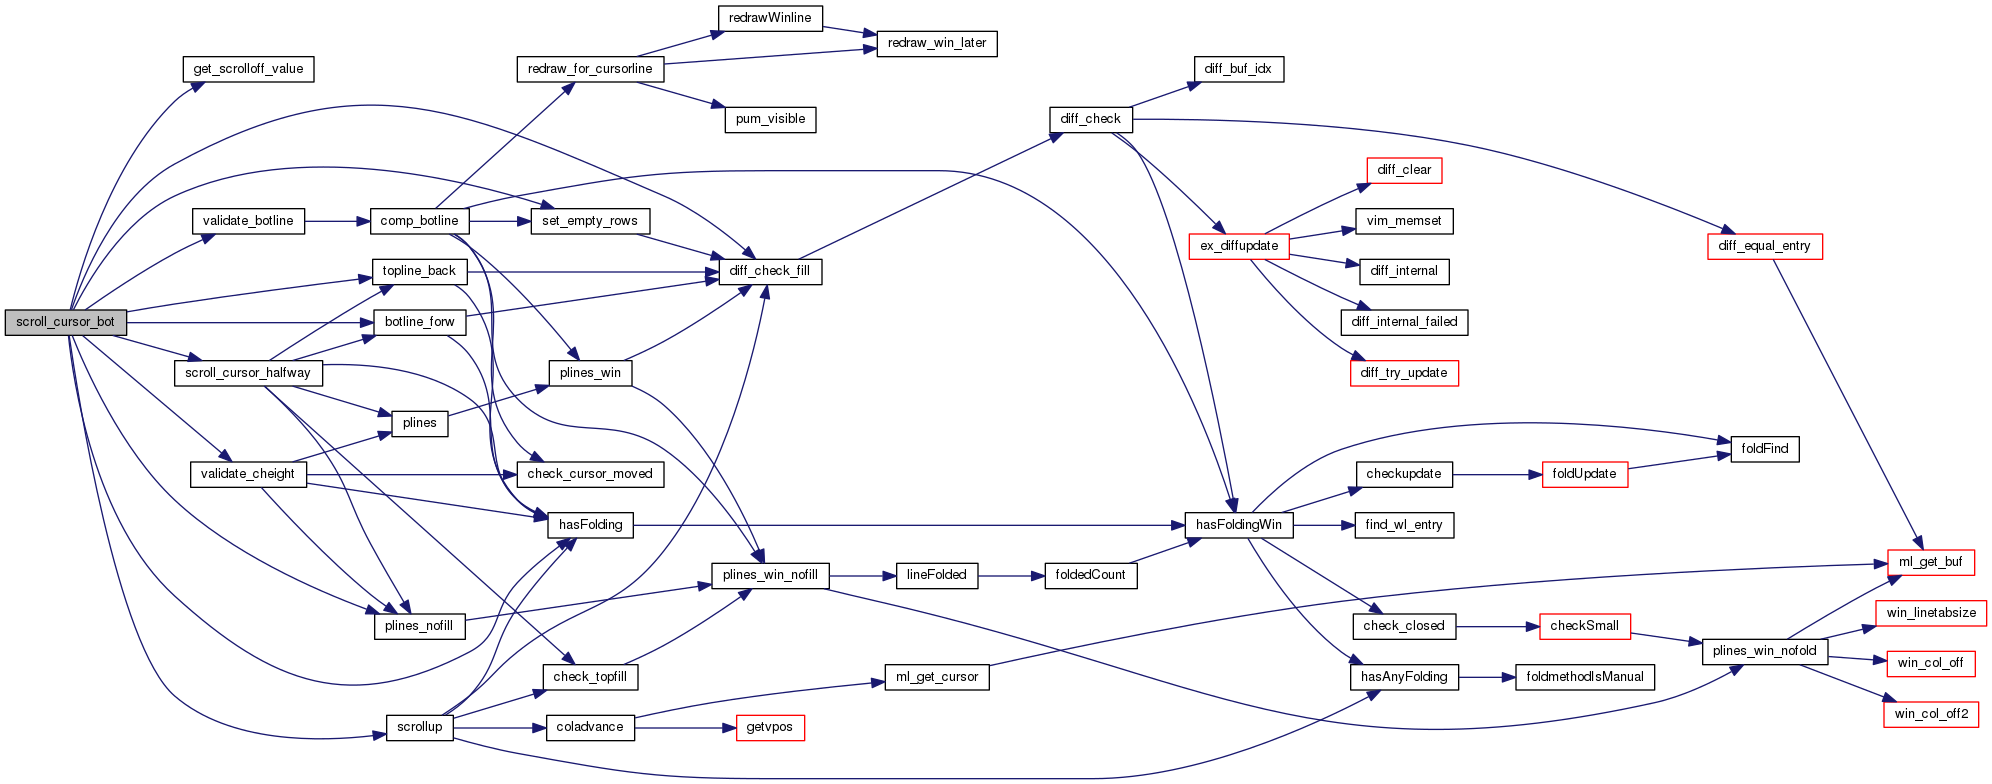 scroll_cursor_bot
get_scrolloff_value
validate_botline
scroll_cursor_halfway
validate_cheight
comp_botline
topline_back
botline_forw
plines
plines_nofill
scrollup
redraw_for_cursorline
set_empty_rows
plines_win
check_cursor_moved
hasFolding
check_topfill
coladvance
redrawWinline
pum_visible
diff_check_fill
plines_win_nofill
getvpos
redraw_win_later
lineFolded
ml_get_cursor
diff_check
foldedCount
diff_buf_idx
ex_diffupdate
hasFoldingWin
diff_clear
vim_memset
diff_internal
diff_internal_failed
diff_try_update
checkupdate
find_wl_entry
check_closed
hasAnyFolding
foldUpdate
checkSmall
foldmethodIsManual
diff_equal_entry
foldFind
plines_win_nofold
ml_get_buf
win_linetabsize
win_col_off
win_col_off2